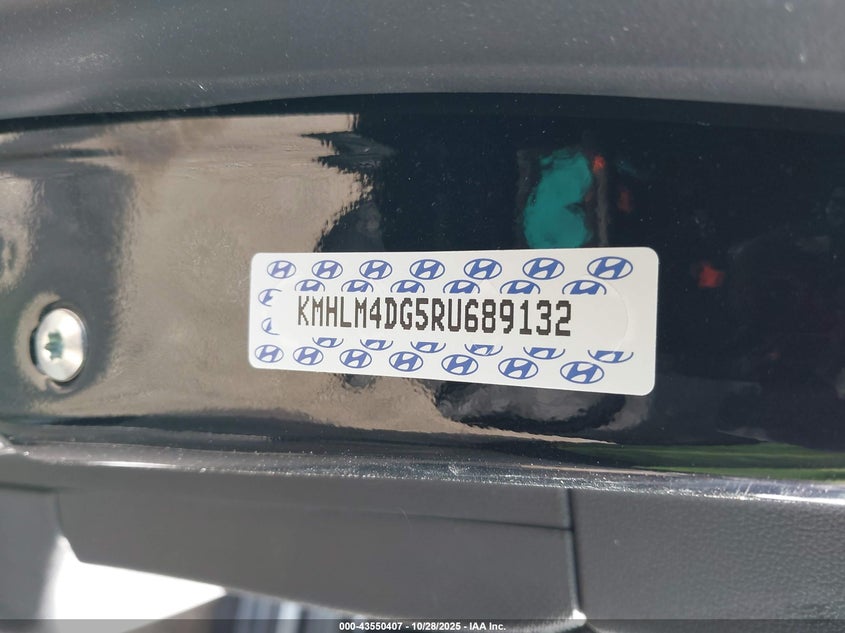 KMHLM4DG5RU689132
000-43550407 - 10/28/2025 - IAA Inc.